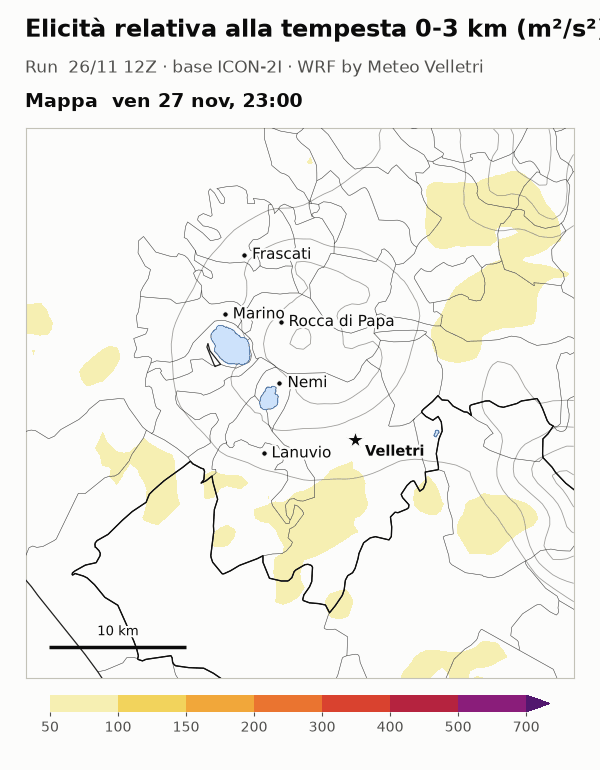 Elicità relativa alla tempesta 0-3 km (m²/s²)
Run  26/11 12Z · base ICON-2I · WRF by Meteo Velletri
Mappa  ven 27 nov, 23:00
Frascati
Marino
Rocca di Papa
Nemi
Velletri
Lanuvio
10 km
50 100 150 200 300 400 500 700